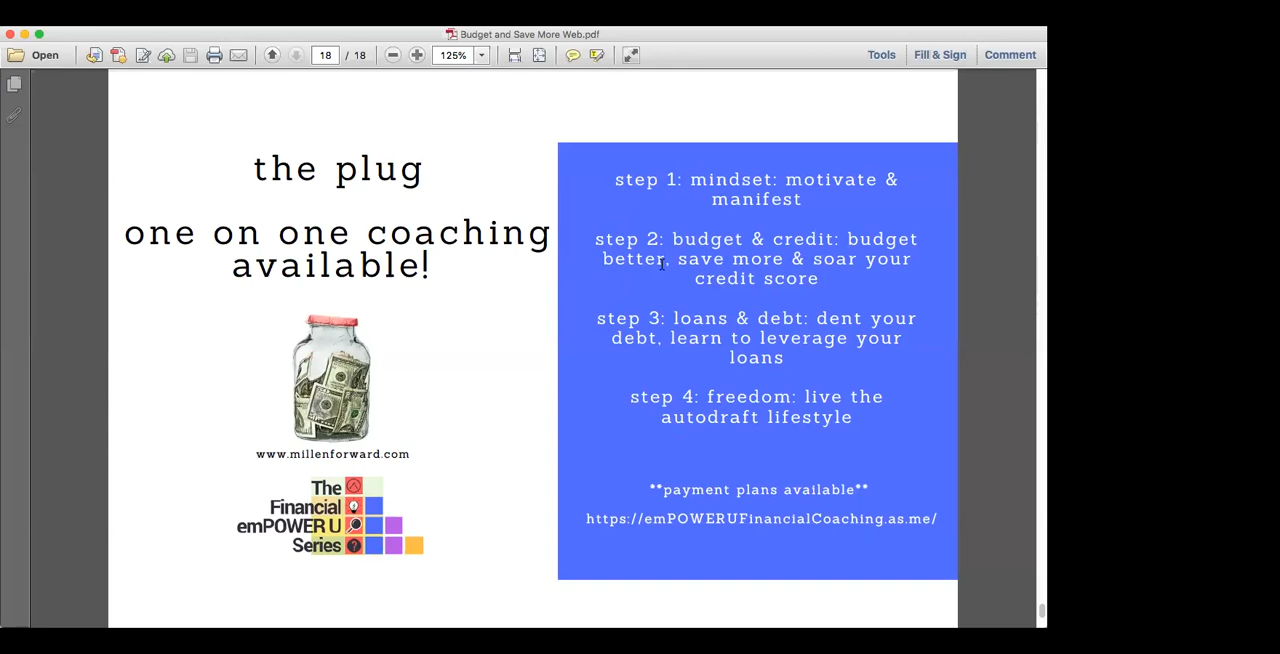 Budget and Save More Web.pdf
Open
18 / 18
125%
Tools
Fill & Sign
Comment
the plug
one on one coaching
available!
www.millenforward.com
The
Financial
emPOWER U
Series
step 1: mindset: motivate &
manifest
step 2: budget & credit: budget
better, save more & soar your
credit score
step 3: loans & debt: dent your
debt, learn to leverage your
loans
step 4: freedom: live the
autodraft lifestyle
**payment plans available**
https://emPOWERUFinancialCoaching.as.me/